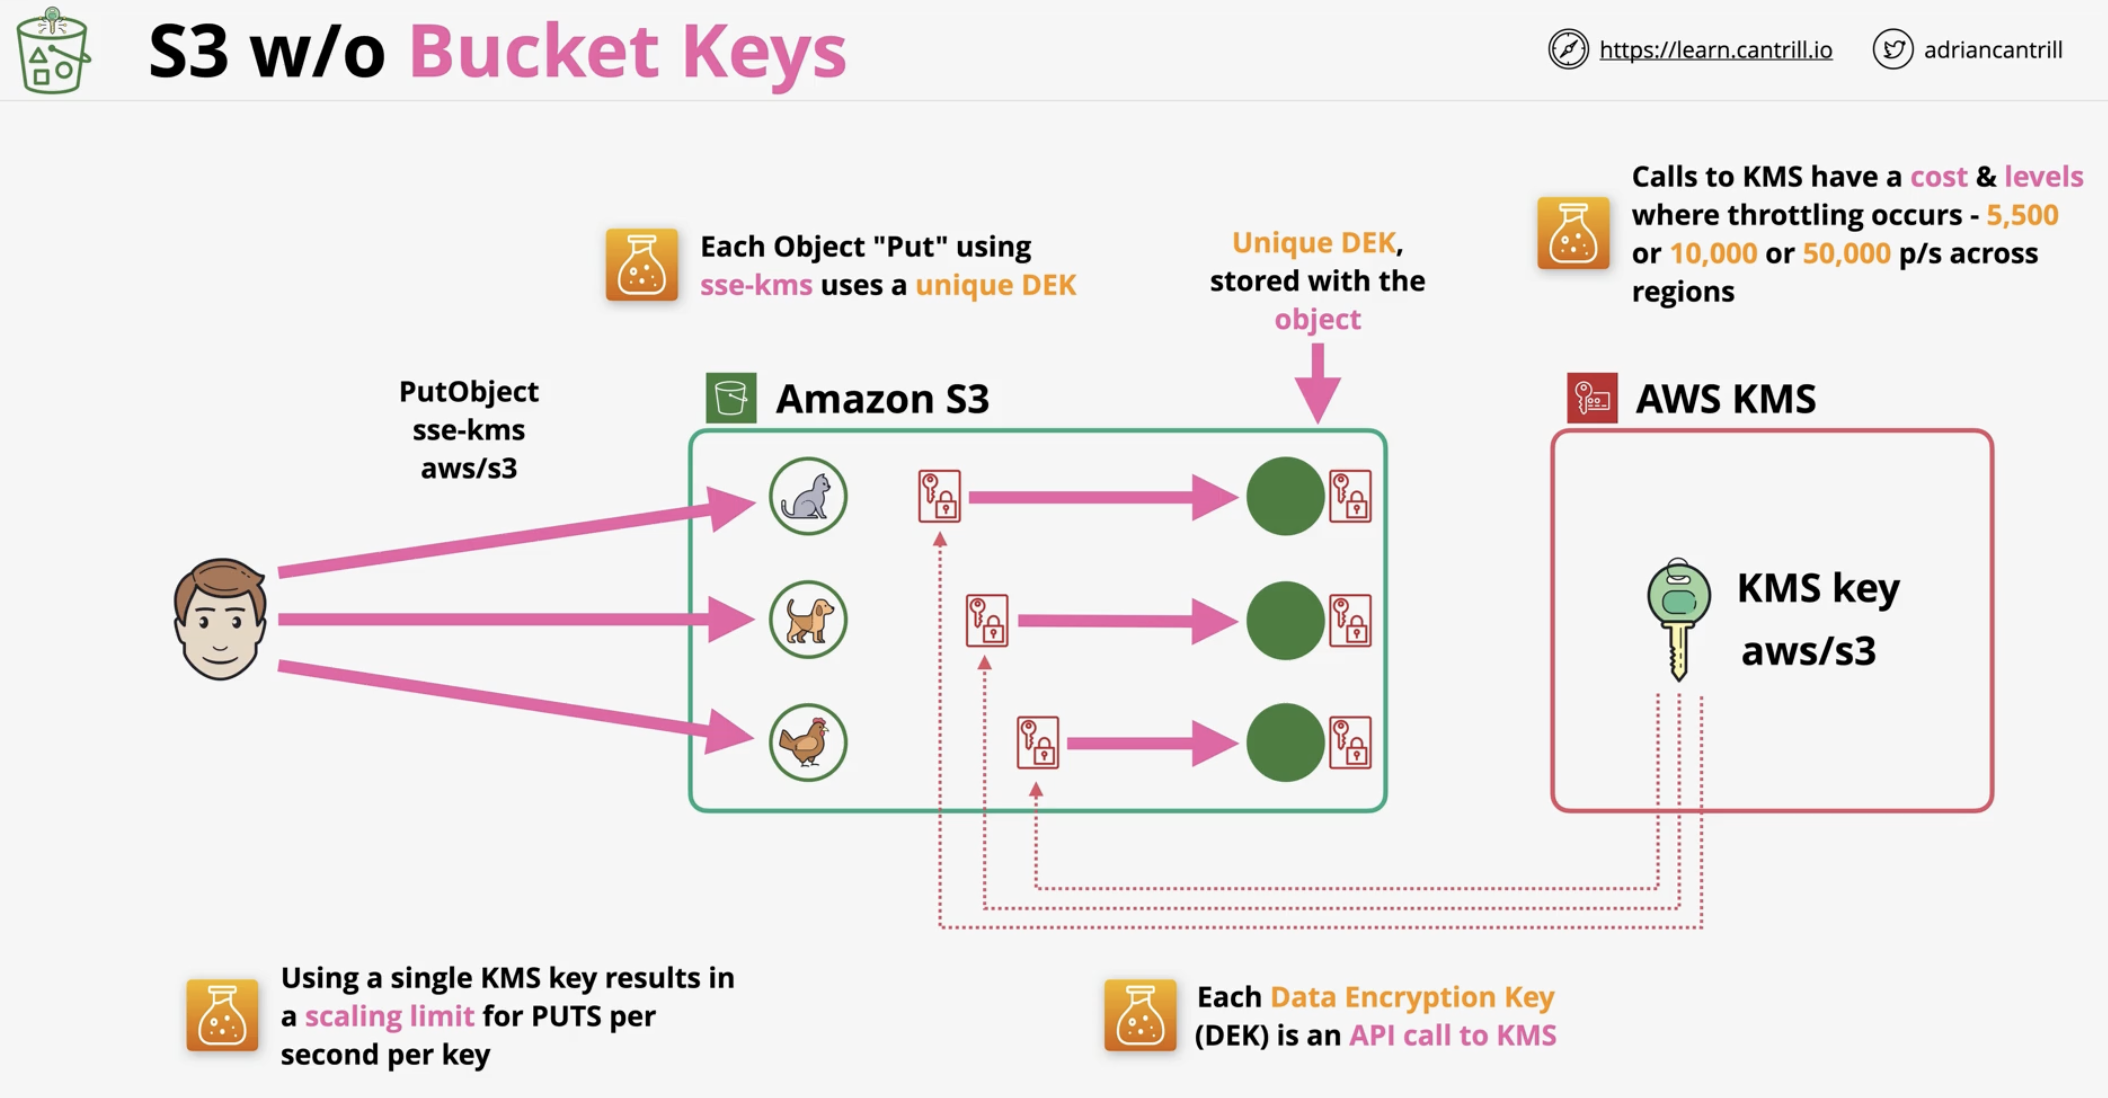 S3 w/o Bucket Keys
https://learn.cantrill.io
adriancantrill
Each Object "Put" using
sse-kms uses a unique DEK
Unique DEK,
stored with the
object
Calls to KMS have a cost & levels
where throttling occurs - 5,500
or 10,000 or 50,000 p/s across
regions
PutObject
sse-kms
aws/s3
Amazon S3
AWS KMS
KMS key
aws/s3
Using a single KMS key results in
a scaling limit for PUTS per
second per key
Each Data Encryption Key
(DEK) is an API call to KMS